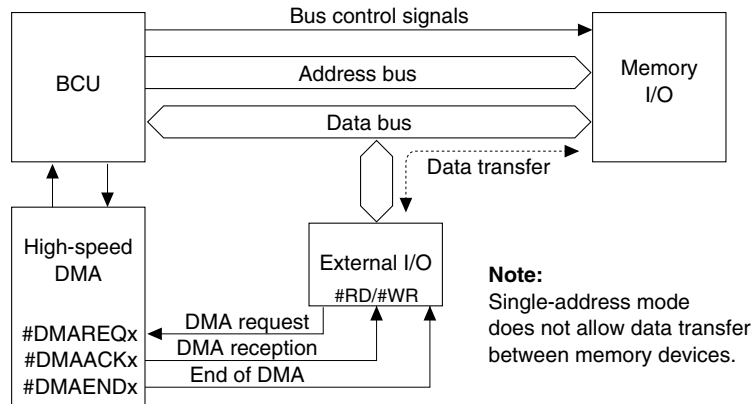 Bus control signals
BCU
Address bus
Memory
I/O
Data bus
Data transfer
High-speed
DMA
External I/O
#RD/#WR
#DMAREQx
DMA request
#DMAACKx
DMA reception
#DMAENDx
End of DMA
Note:
Single-address mode
does not allow data transfer
between memory devices.